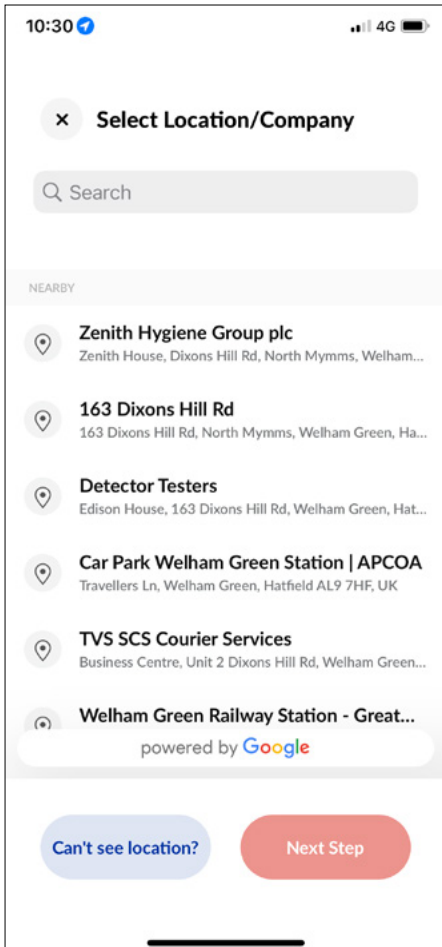 10:30
4G
Select Location/Company
Search
NEARBY
Zenith Hygiene Group plc
Zenith House, Dixons Hill Rd, North Mymms, Welham...
163 Dixons Hill Rd
163 Dixons Hill Rd, North Mymms, Welham Green, Ha...
Detector Testers
Edison House, 163 Dixons Hill Rd, Welham Green, Hat...
Car Park Welham Green Station | APCOA
Travellers Ln, Welham Green, Hatfield AL9 7HF, UK
TVS SCS Courier Services
Business Centre, Unit 2 Dixons Hill Rd, Welham Green...
Welham Green Railway Station - Great...
powered by Google
Can't see location?
Next Step